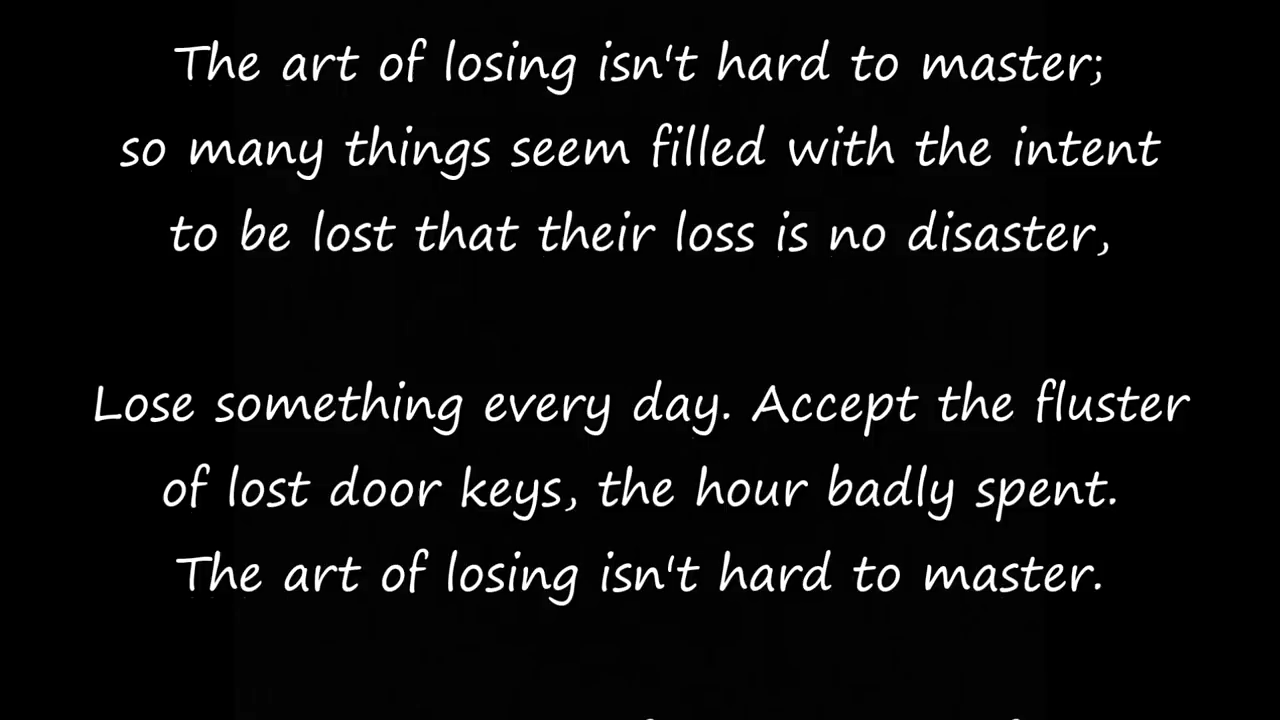 The art of losing isn't hard to master;
so many things seem filled with the intent
to be lost that their loss is no disaster,
Lose something every day. Accept the fluster
of lost door keys, the hour badly spent.
The art of losing isn't hard to master.